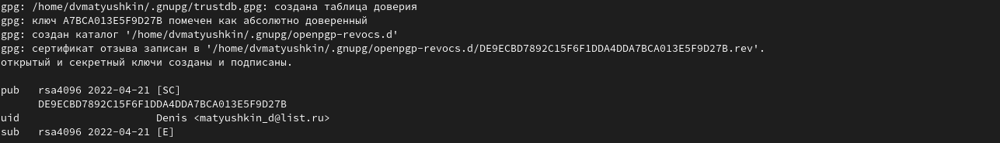 gpg: /home/dvmatyushkin/.gnupg/trustdb.gpg: создана таблица доверия
gpg: ключ A7BCA013E5F9D27B помечен как абсолютно доверенный
gpg: создан каталог '/home/dvmatyushkin/.gnupg/openpgp-revocs.d'
gpg: сертификат отзыва записан в '/home/dvmatyushkin/.gnupg/openpgp-revocs.d/DE9ECBD7892C15F6F1DDA4DDA7BCA013E5F9D27B.rev'.
открытый и секретный ключи созданы и подписаны.

pub   rsa4096 2022-04-21 [SC]
      DE9ECBD7892C15F6F1DDA4DDA7BCA013E5F9D27B
uid                      Denis <matyushkin_d@list.ru>
sub   rsa4096 2022-04-21 [E]